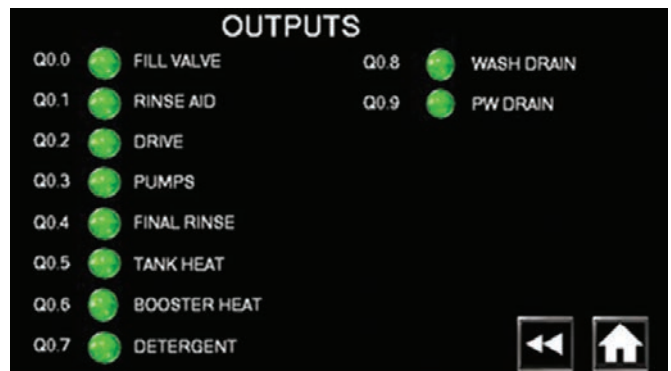 OUTPUTS
Q0.0 FILL VALVE
Q0.1 RINSE AID
Q0.2 DRIVE
Q0.3 PUMPS
Q0.4 FINAL RINSE
Q0.5 TANK HEAT
Q0.6 BOOSTER HEAT
Q0.7 DETERGENT
Q0.8 WASH DRAIN
Q0.9 PW DRAIN